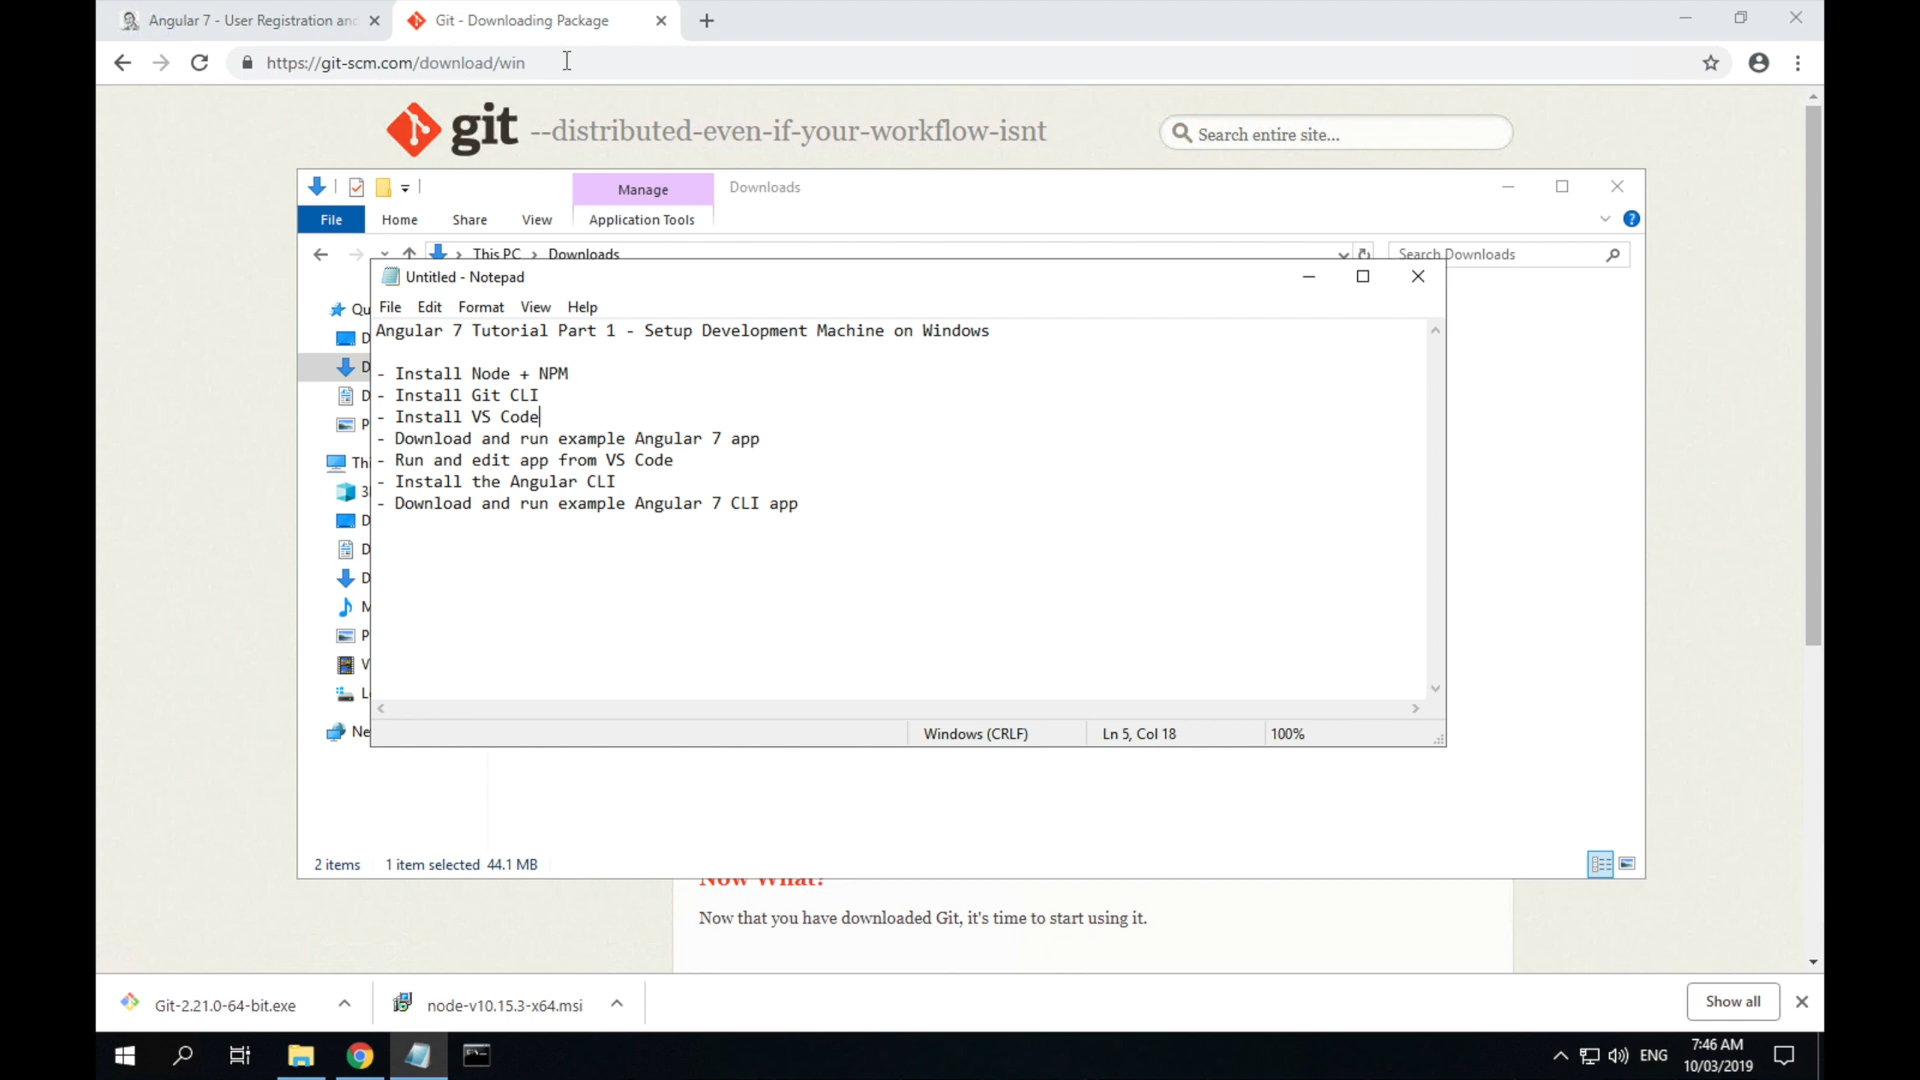 Angular 7 - User Registration and
Git - Downloading Package
https://git-scm.com/download/win
git --distributed-even-if-your-workflow-isnt
Search entire site...
Manage
Downloads
File
Home
Share
View
Application Tools
This PC
Downloads
Search Downloads
Untitled - Notepad
File
Edit
Format
View
Help
Angular 7 Tutorial Part 1 - Setup Development Machine on Windows
- Install Node + NPM
- Install Git CLI
- Install VS Code
- Download and run example Angular 7 app
- Run and edit app from VS Code
- Install the Angular CLI
- Download and run example Angular 7 CLI app
Windows (CRLF)
Ln 5, Col 18
100%
2 items
1 item selected 44.1 MB
Now What?
Now that you have downloaded Git, it's time to start using it.
Git-2.21.0-64-bit.exe
node-v10.15.3-x64.msi
Show all
ENG
7:46 AM
10/03/2019